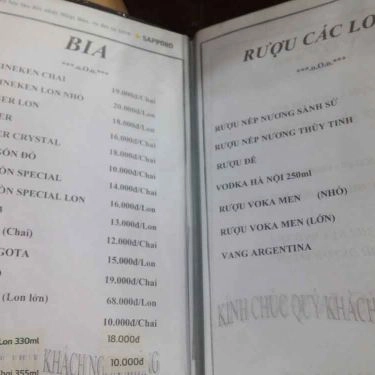 SAPPORO
BIA
***.o.O.o.***
INEKEN CHAI
INEKEN LON NHỎ 19.000đ/Chai
ER LON 20.000đ/Lon
ER 18.000đ/Lon
ER CRYSTAL 16.000đ/Chai
GÒN ĐỎ 18.000đ/Chai
ÒN SPECIAL 10.000đ/Chai
ÒN SPECIAL LON 14.000đ/Chai
16.000đ/Lon
(Chai) 13.000đ/Lon
GOTA 12.000đ/Chai
15.000đ/Lon
(Lon lớn) 19.000đ/Chai
68.000đ/Lon
10.000đ/Chai
Lon 330ml 18.000đ
KHÁCH NG
hai 355ml 10.000đ
RƯỢU CÁC LO
***.o.O.o.***
RƯỢU NẾP NƯƠNG SÀNH SỨ
RƯỢU NẾP NƯƠNG THỦY TINH
RƯỢU ĐẾ
VODKA HÀ NỘI 250ml
RƯỢU VOKA MEN (NHỎ)
RƯỢU VOKA MEN (LỚN)
VANG ARGENTINA
KÍNH CHÚC QUÝ KHÁCH